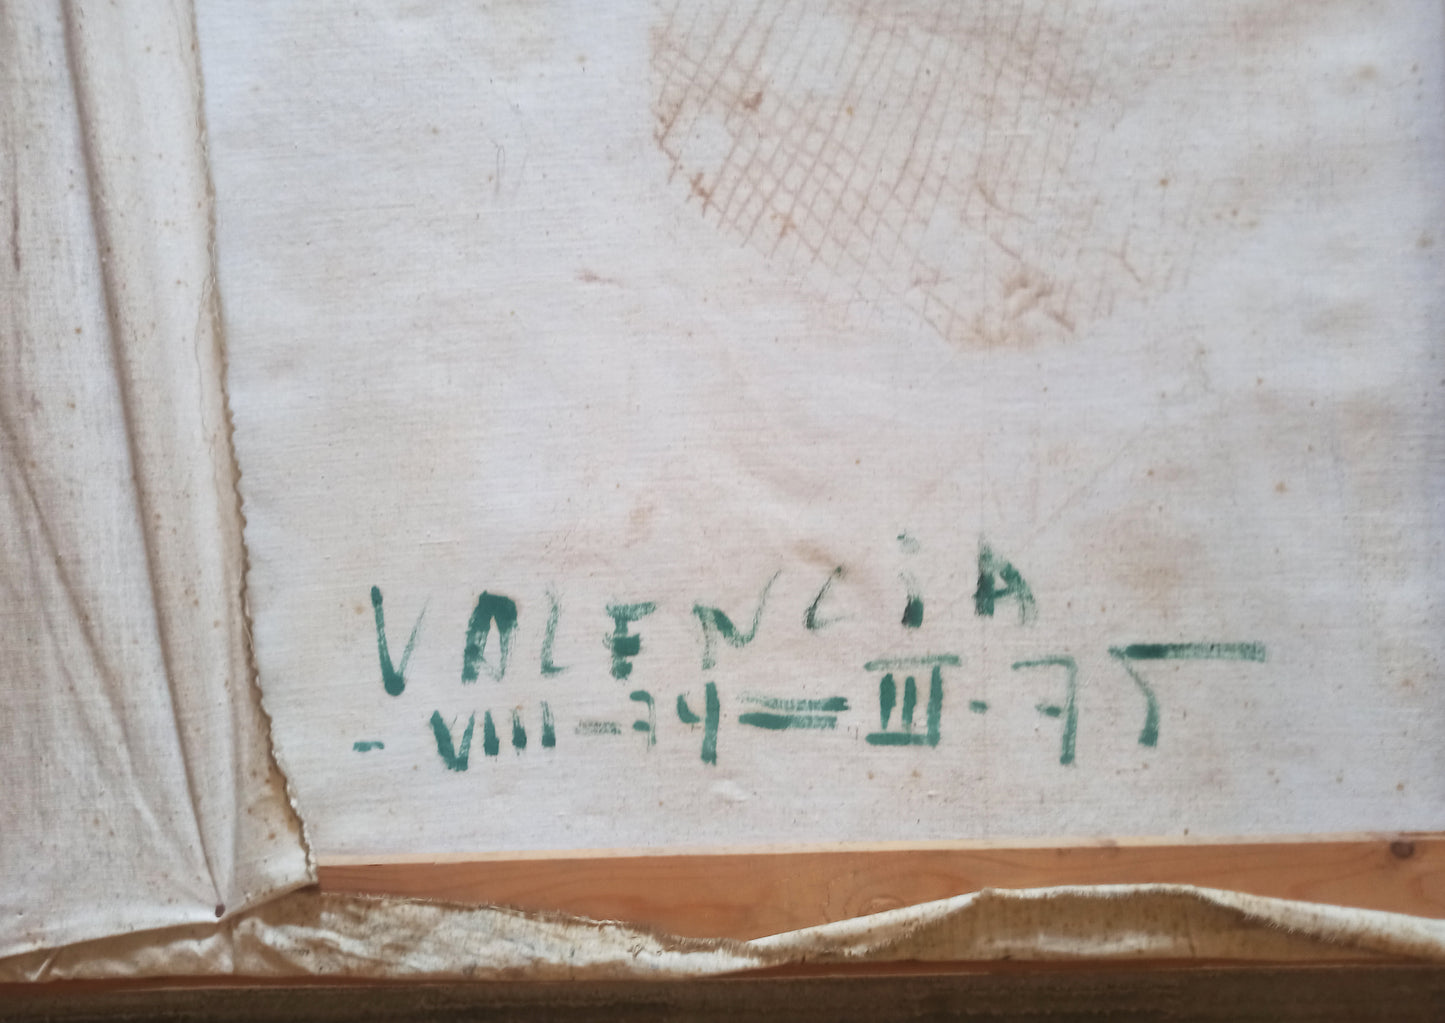 VALENCiA
- VIII - 74 = III - 75